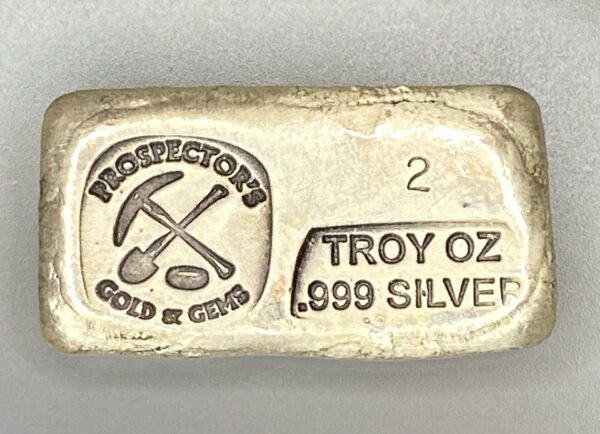 PROSPECTOR'S
GOLD & GEMS
2
TROY OZ
.999 SILVER